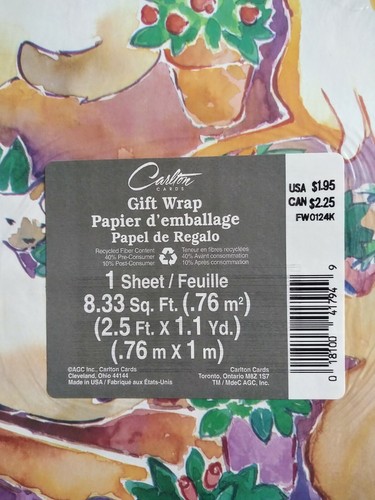 Carlton
CARDS
Gift Wrap
Papier d'emballage
Papel de Regalo
Recycled Fiber Content
40% Pre-Consumer
10% Post-Consumer
Teneur en fibres recyclées
40% Avant consommation
10% Après consommation
1 Sheet / Feuille
8.33 Sq. Ft. (.76 m²)
(2.5 Ft. X 1.1 Yd.)
(.76 m X 1 m)
©AGC Inc., Carlton Cards
Cleveland, Ohio 44144
Made in USA / Fabriqué aux États-Unis
Carlton Cards
Toronto, Ontario M8Z 1S7
TM / MdeC AGC, Inc.
USA $1.95
CAN $2.25
FWO124K
0 18100 41794 9